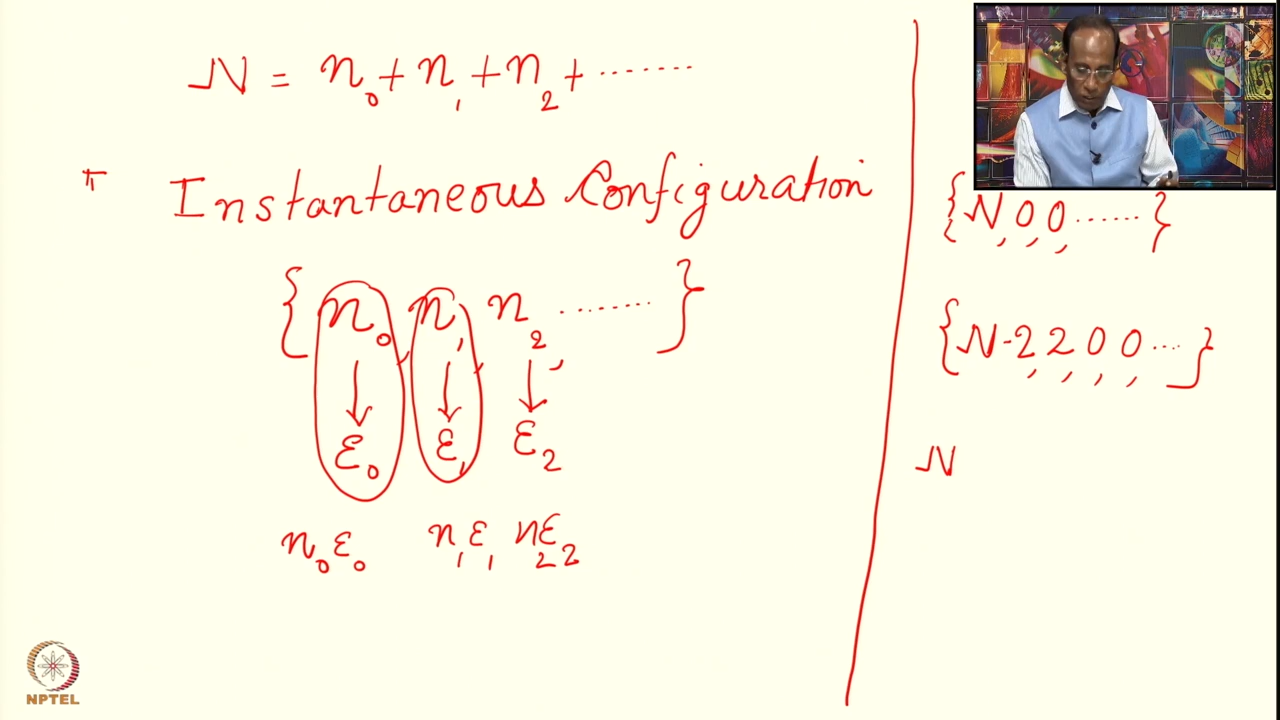 N = n₀ + n₁ + n₂ + .......
Instantaneous Configuration
{ n₀, n₁, n₂, ....... }
↓ ↓ ↓
ε₀ ε₁ ε₂
n₀ε₀ n₁ε₁ n₂ε₂
{N, 0, 0, ...... }
{N-2, 2, 0, 0, ... }
N
NPTEL